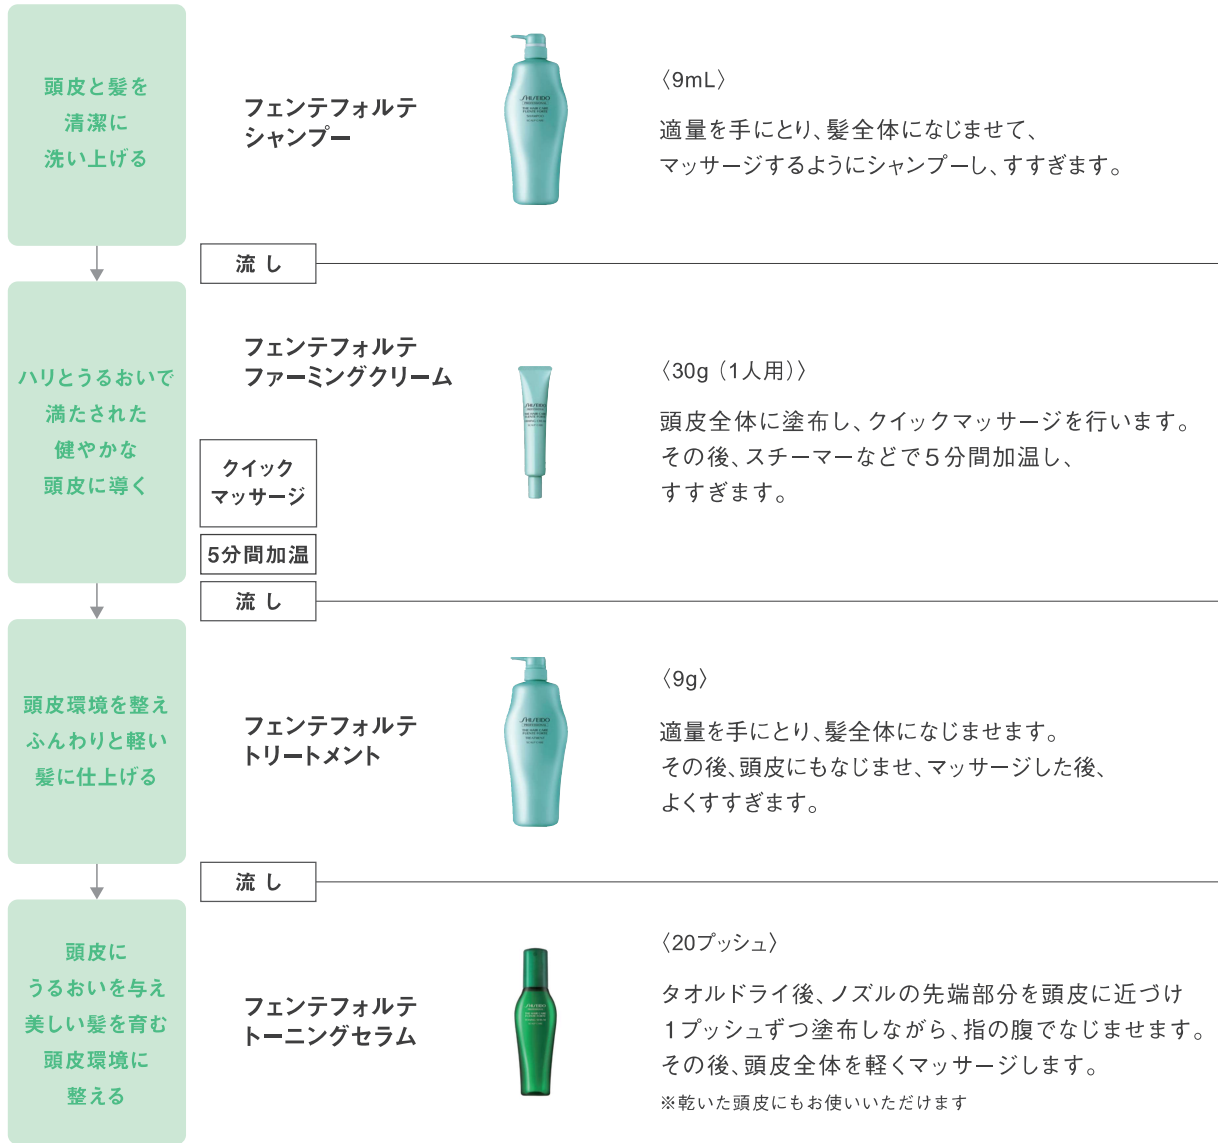 頭皮と髪を
清潔に
洗い上げる
フェンテフォルテ
シャンプー
SHISEIDO
PROFESSIONAL
〈9mL〉
適量を手にとり、髪全体になじませて、
マッサージするようにシャンプーし、すすぎます。
流し
ハリとうるおいで
満たされた
健やかな
頭皮に導く
フェンテフォルテ
ファーミングクリーム
クイック
マッサージ
5分間加温
SHISEIDO
〈30g（1人用）〉
頭皮全体に塗布し、クイックマッサージを行います。
その後、スチーマーなどで5分間加温し、
すすぎます。
流し
頭皮環境を整え
ふんわりと軽い
髪に仕上げる
フェンテフォルテ
トリートメント
SHISEIDO
PROFESSIONAL
〈9g〉
適量を手にとり、髪全体になじませます。
その後、頭皮にもなじませ、マッサージした後、
よくすすぎます。
流し
頭皮に
うるおいを与え
美しい髪を育む
頭皮環境に
整える
フェンテフォルテ
トーニングセラム
SHISEIDO
〈20プッシュ〉
タオルドライ後、ノズルの先端部分を頭皮に近づけ
1プッシュずつ塗布しながら、指の腹でなじませます。
その後、頭皮全体を軽くマッサージします。
※乾いた頭皮にもお使いいただけます